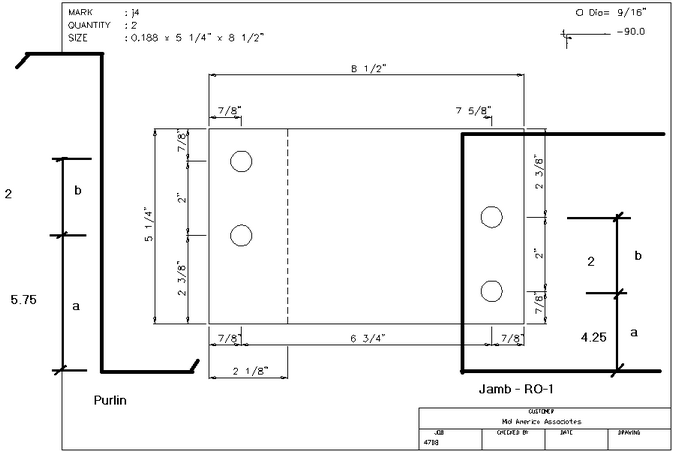 MARK : j4
QUANTITY : 2
SIZE : 0.188 x 5 1/4" x 8 1/2"
Dia= 9/16"
-90.0
8 1/2"
7/8"
7 5/8"
7/8"
2"
2 3/8"
5 1/4"
2 3/8"
2"
7/8"
7/8"
6 3/4"
7/8"
2 1/8"
2
b
5.75
a
Purlin
2
b
4.25
a
Jamb - RO-1
CUSTOMER
Mid America Associates
JOB CHECKED BY DATE DRAWING
4788